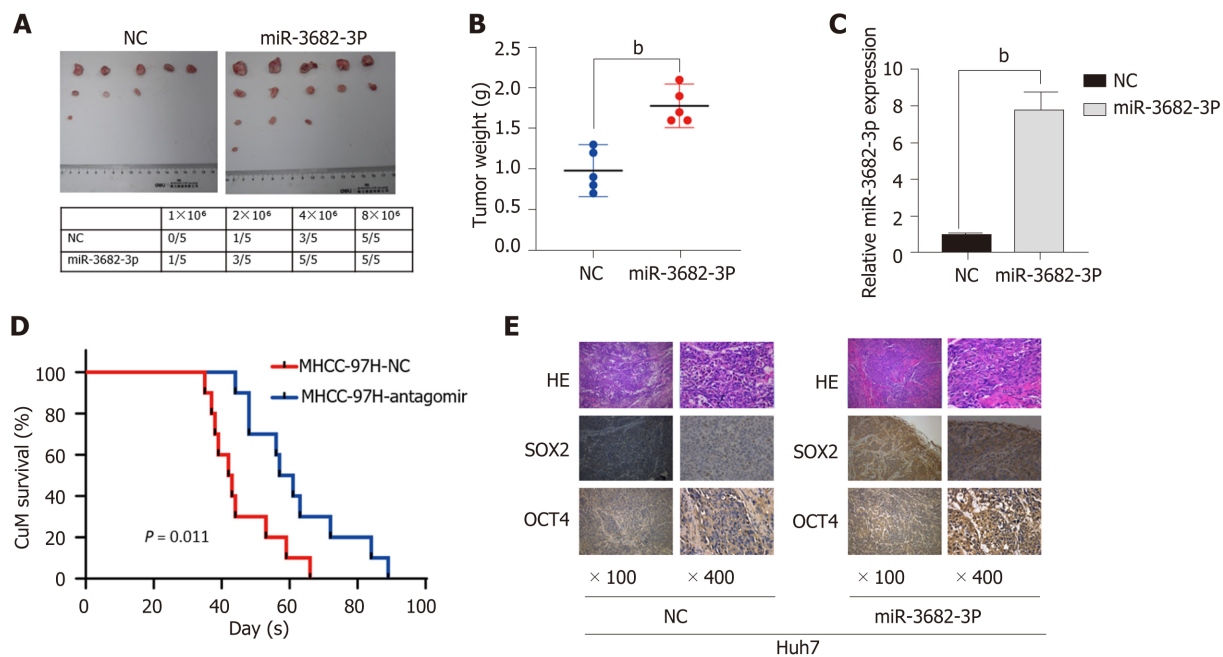 A
NC
miR-3682-3P
1×10⁶ 2×10⁶ 4×10⁶ 8×10⁶
NC 0/5 1/5 3/5 5/5
miR-3682-3p 1/5 3/5 5/5 5/5
B
b
Tumor weight (g)
2.5
2.0
1.5
1.0
0.5
0.0
NC miR-3682-3P
C
b
Relative miR-3682-3p expression
10
8
6
4
2
0
NC miR-3682-3P
NC
miR-3682-3P
D
CuM survival (%)
100
80
60
40
20
0
0 20 40 60 80 100
Day (s)
MHCC-97H-NC
MHCC-97H-antagomir
P = 0.011
E
HE
SOX2
OCT4
× 100 × 400
NC
HE
SOX2
OCT4
× 100 × 400
miR-3682-3P
Huh7